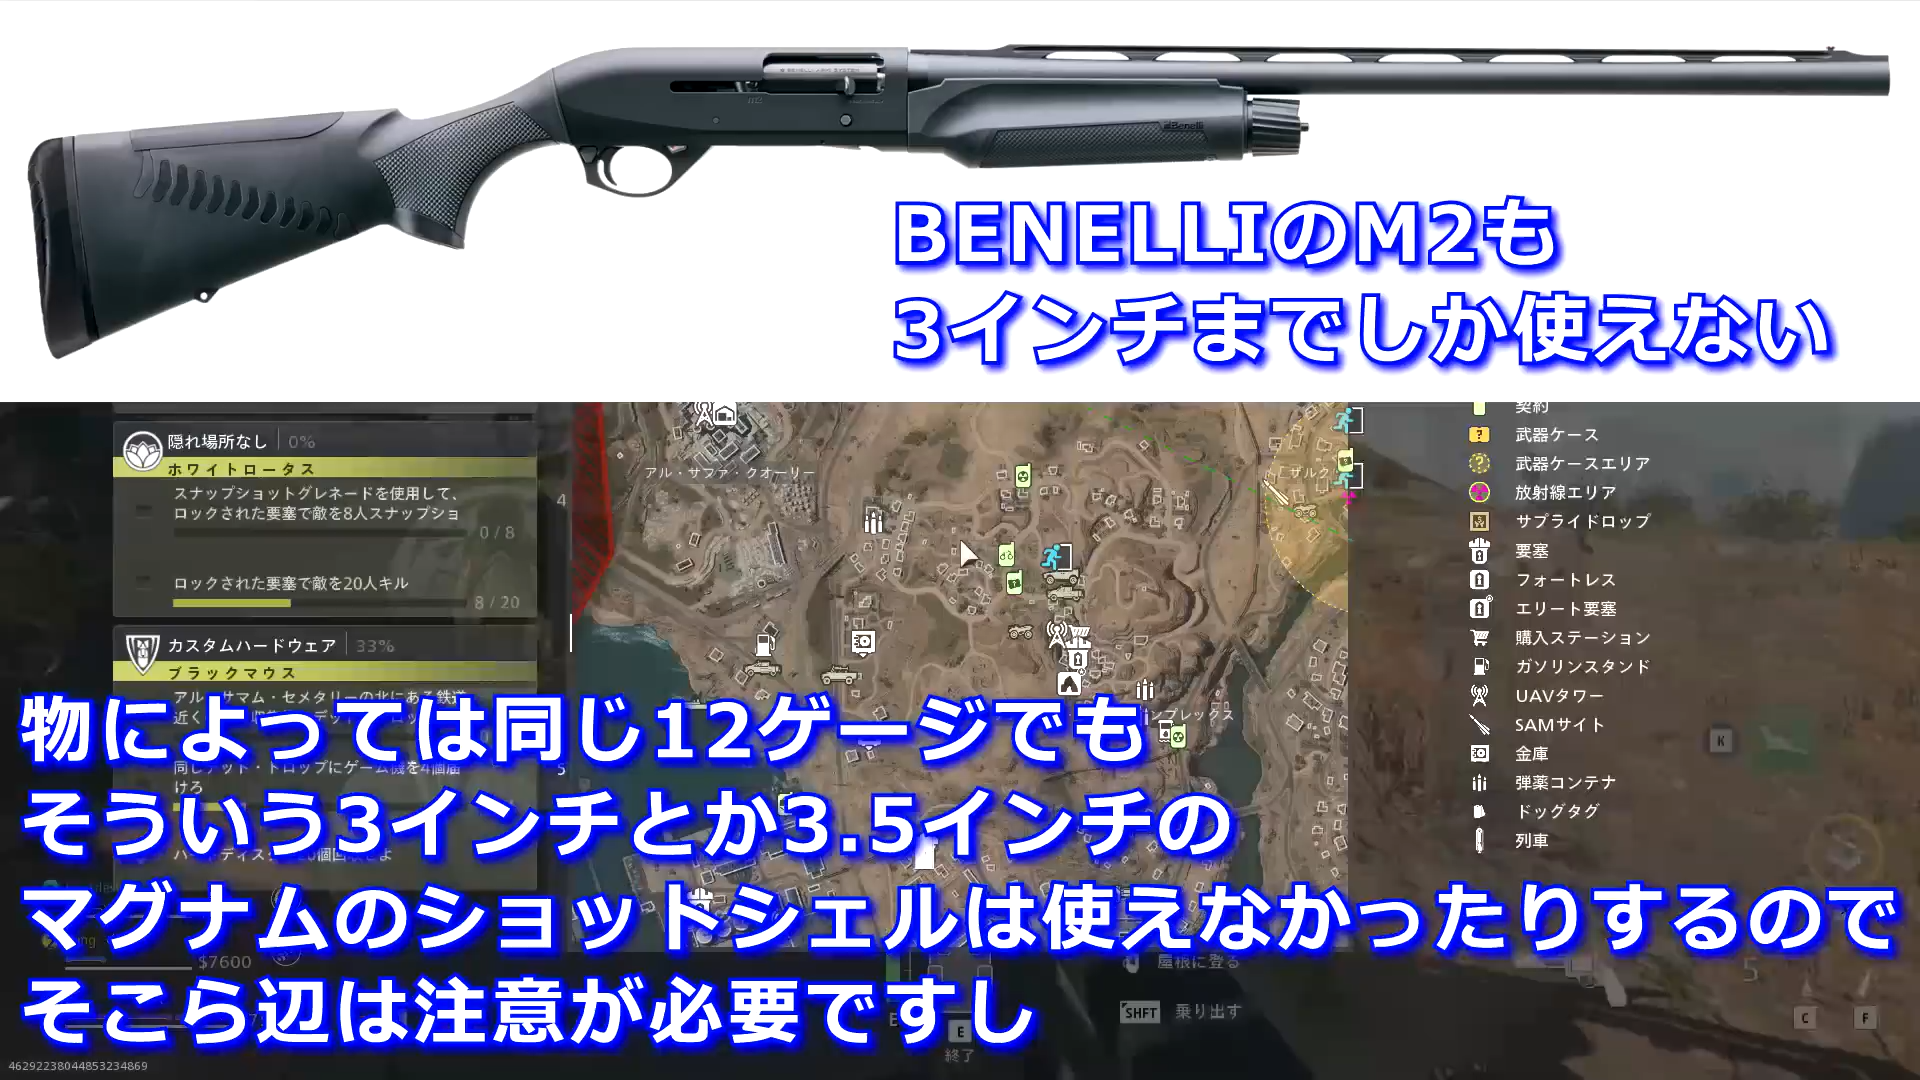 Benelli
BENELLIのM2も
3インチまでしか使えない
隠れ場所なし 0%
ホワイトロータス
スナップショットグレネードを使用して、
ロックされた要塞で敵を8人スナップショ
0 / 8
ロックされた要塞で敵を20人キル
8 / 20
カスタムハードウェア 33%
ブラックマウス
4
5
アル・サファ・クオーリー
契約
武器ケース
武器ケースエリア
放射線エリア
サプライドロップ
要塞
フォートレス
エリート要塞
購入ステーション
ガソリンスタンド
UAVタワー
SAMサイト
金庫
弾薬コンテナ
ドッグタグ
列車
K
物によっては同じ12ゲージでも
そういう3インチとか3.5インチの
マグナムのショットシェルは使えなかったりするので
そこら辺は注意が必要ですし
$7600
屋根に登る
SHFT 乗り出す
E
終了
5
C
F
46292238044853234869